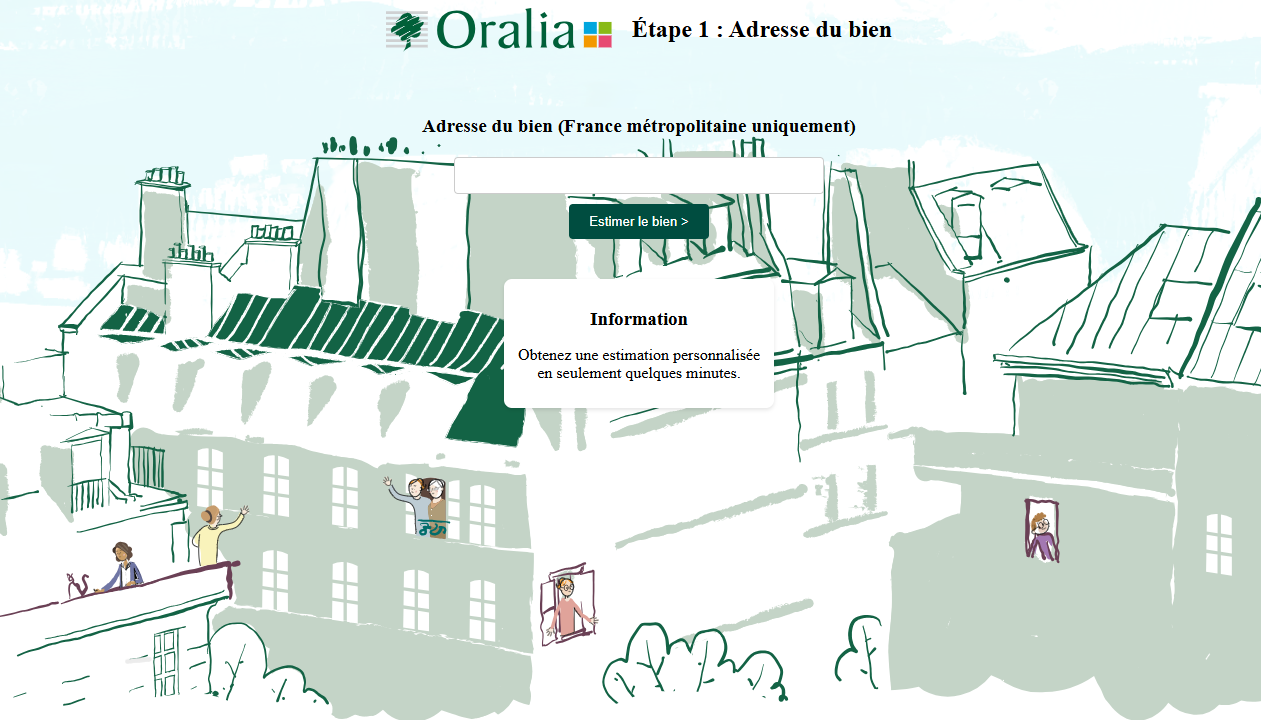 Oralia
Étape 1 : Adresse du bien
Adresse du bien (France métropolitaine uniquement)
Estimer le bien >
Information
Obtenez une estimation personnalisée
en seulement quelques minutes.